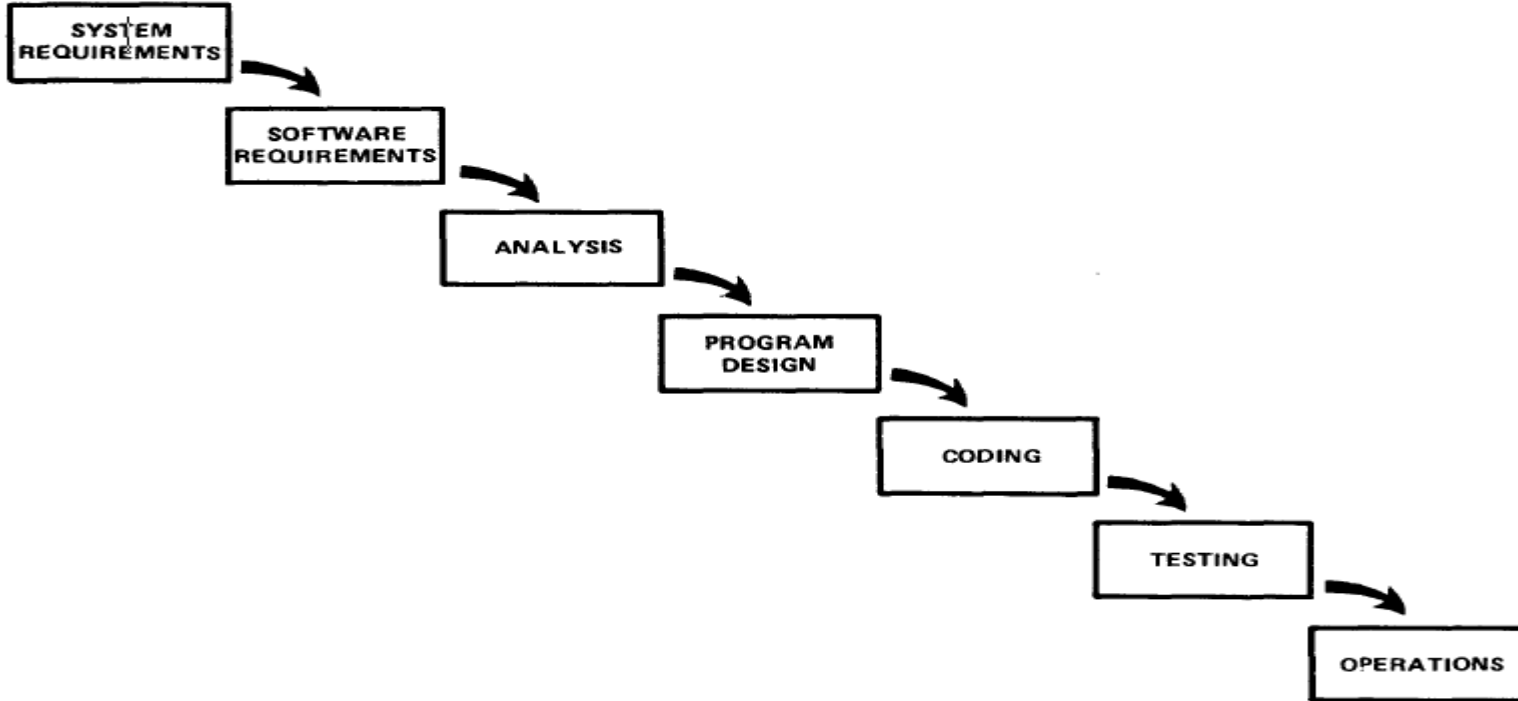 SYSTEM
REQUIREMENTS
SOFTWARE
REQUIREMENTS
ANALYSIS
PROGRAM
DESIGN
CODING
TESTING
OPERATIONS